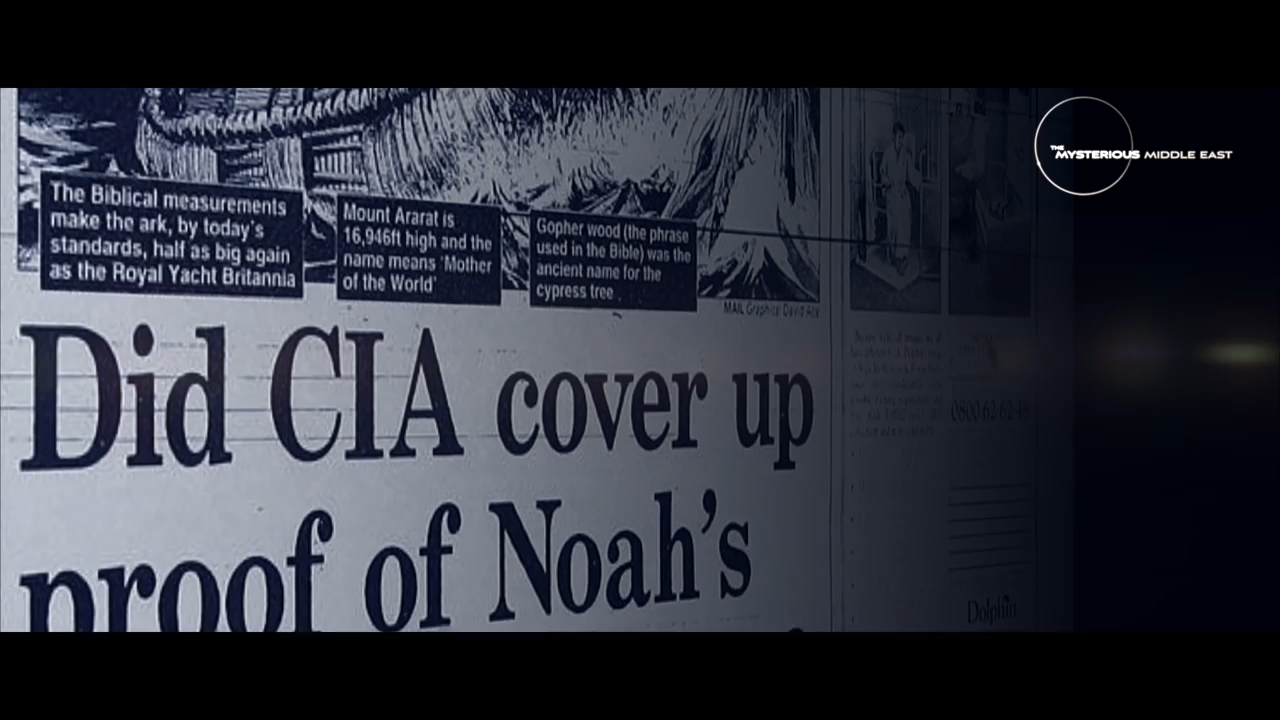 THE
MYSTERIOUS MIDDLE EAST
The Biblical measurements
make the ark, by today's
standards, half as big again
as the Royal Yacht Britannia
Mount Ararat is
16,946ft high and the
name means 'Mother
of the World'
Gopher wood (the phrase
used in the Bible) was the
ancient name for the
cypress tree
MAIL Graphics: David
Did CIA cover up
proof of Noah's
0800 62 62
Dolphin